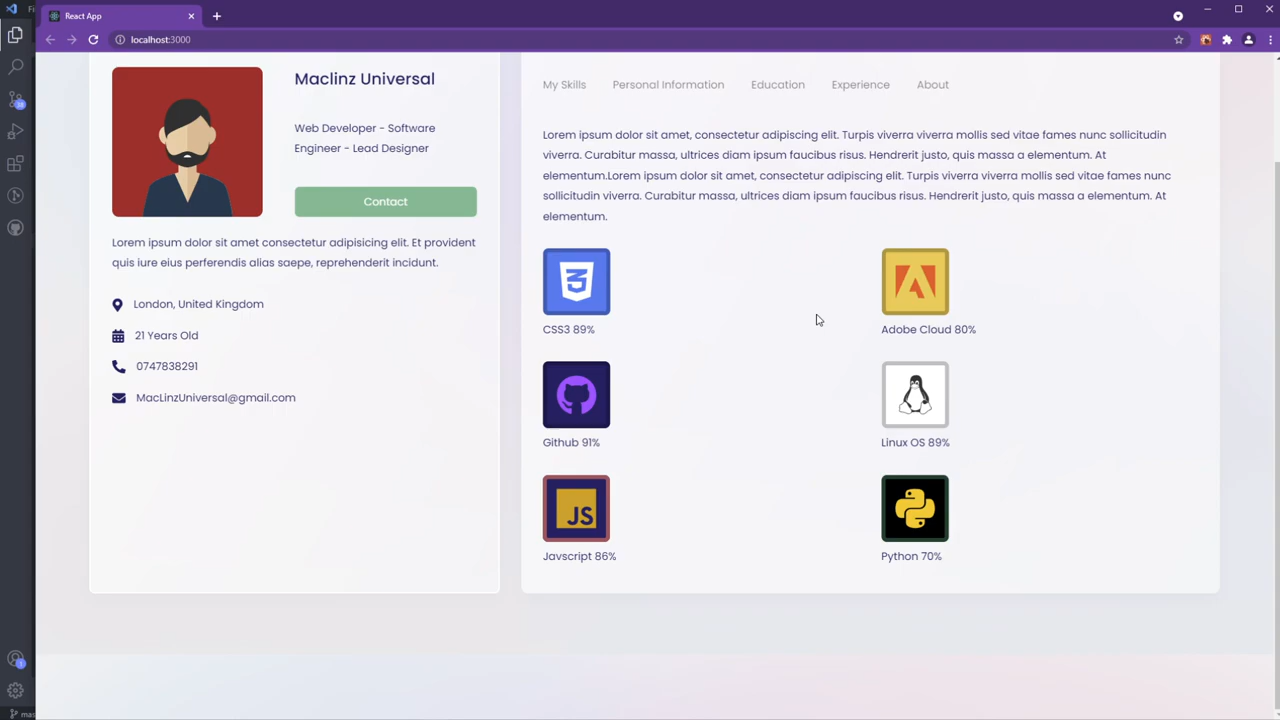 React App
localhost:3000
Maclinz Universal
Web Developer - Software
Engineer - Lead Designer
Contact
Lorem ipsum dolor sit amet consectetur adipisicing elit. Et provident
quis iure eius perferendis alias saepe, reprehenderit incidunt.
London, United Kingdom
21 Years Old
0747838291
MacLinzUniversal@gmail.com
My Skills Personal Information Education Experience About
Lorem ipsum dolor sit amet, consectetur adipiscing elit. Turpis viverra viverra mollis sed vitae fames nunc sollicitudin
viverra. Curabitur massa, ultrices diam ipsum faucibus risus. Hendrerit justo, quis massa a elementum. At
elementum.Lorem ipsum dolor sit amet, consectetur adipiscing elit. Turpis viverra viverra mollis sed vitae fames nunc
sollicitudin viverra. Curabitur massa, ultrices diam ipsum faucibus risus. Hendrerit justo, quis massa a elementum. At
elementum.
CSS3 89%
Adobe Cloud 80%
Github 91%
Linux OS 89%
JS
Javscript 86%
Python 70%